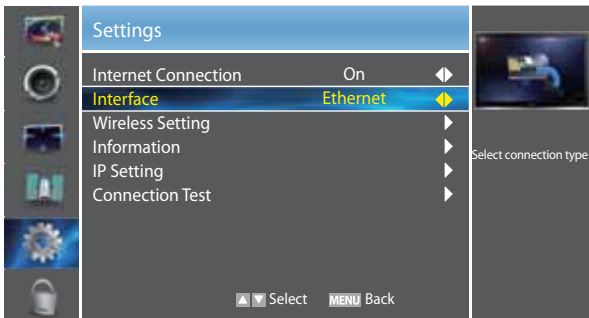 Settings
Internet Connection On
Interface Ethernet
Wireless Setting
Information
IP Setting
Connection Test
Select connection type
Select MENU Back